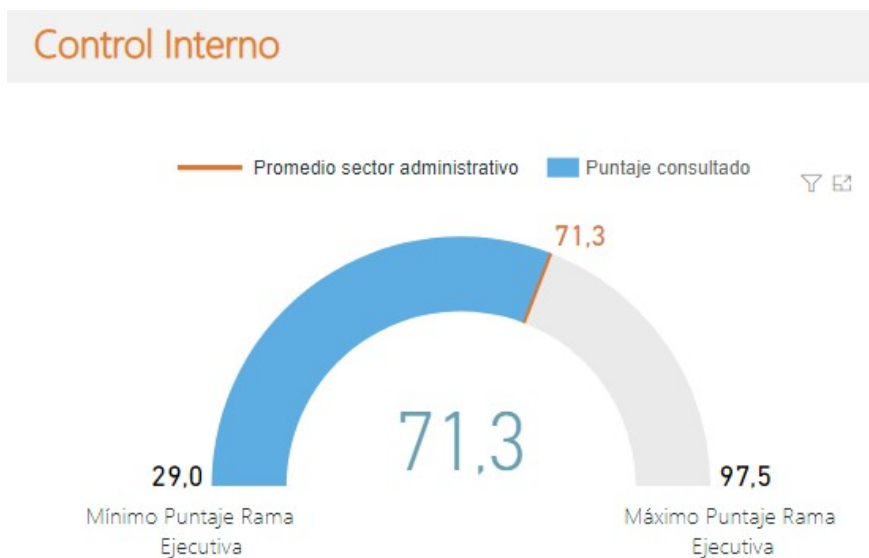 Control Interno
Promedio sector administrativo Puntaje consultado
71,3
71,3
29,0
97,5
Mínimo Puntaje Rama
Ejecutiva
Máximo Puntaje Rama
Ejecutiva